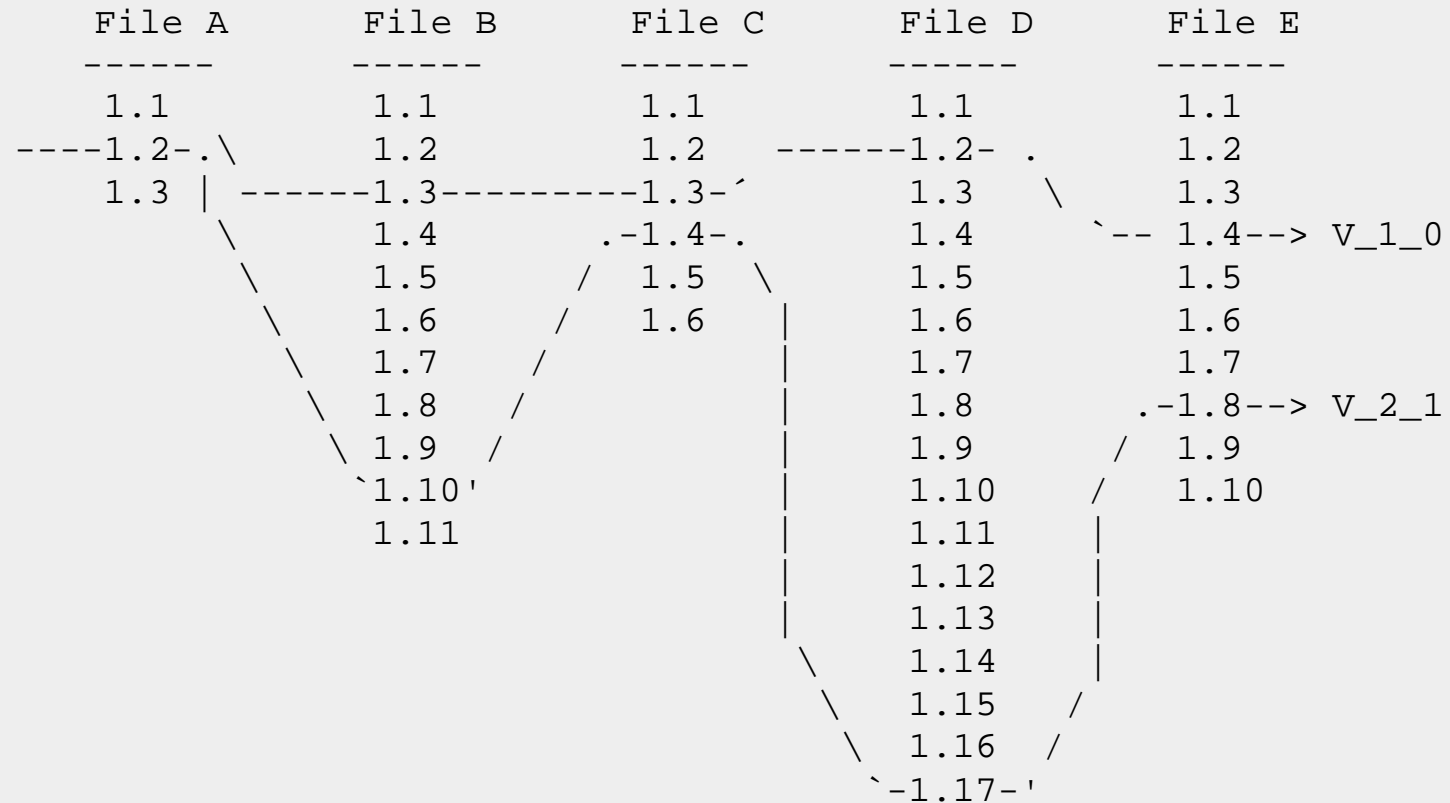 File A        File B        File C        File D        File E
     ------        ------        ------        ------        ------
      1.1           1.1           1.1           1.1           1.1
  ----1.2-.\        1.2           1.2    ------1.2- .         1.2
      1.3 | \------1.3----------1.3-´          1.3   \        1.3
           \        1.4         .-1.4-.         1.4    `-- 1.4--> V_1_0
            \       1.5        /  1.5  \        1.5           1.5
             \      1.6       /   1.6  |        1.6           1.6
              \     1.7      /         |        1.7           1.7
               \    1.8     /          |        1.8         .-1.8--> V_2_1
                \   1.9    /           |        1.9        /  1.9
                 `1.10'                |        1.10      /   1.10
                    1.11               |        1.11      |
                                       |        1.12      |
                                       |        1.13      |
                                        \       1.14      |
                                         \      1.15     /
                                          \     1.16    /
                                           `-1.17-'